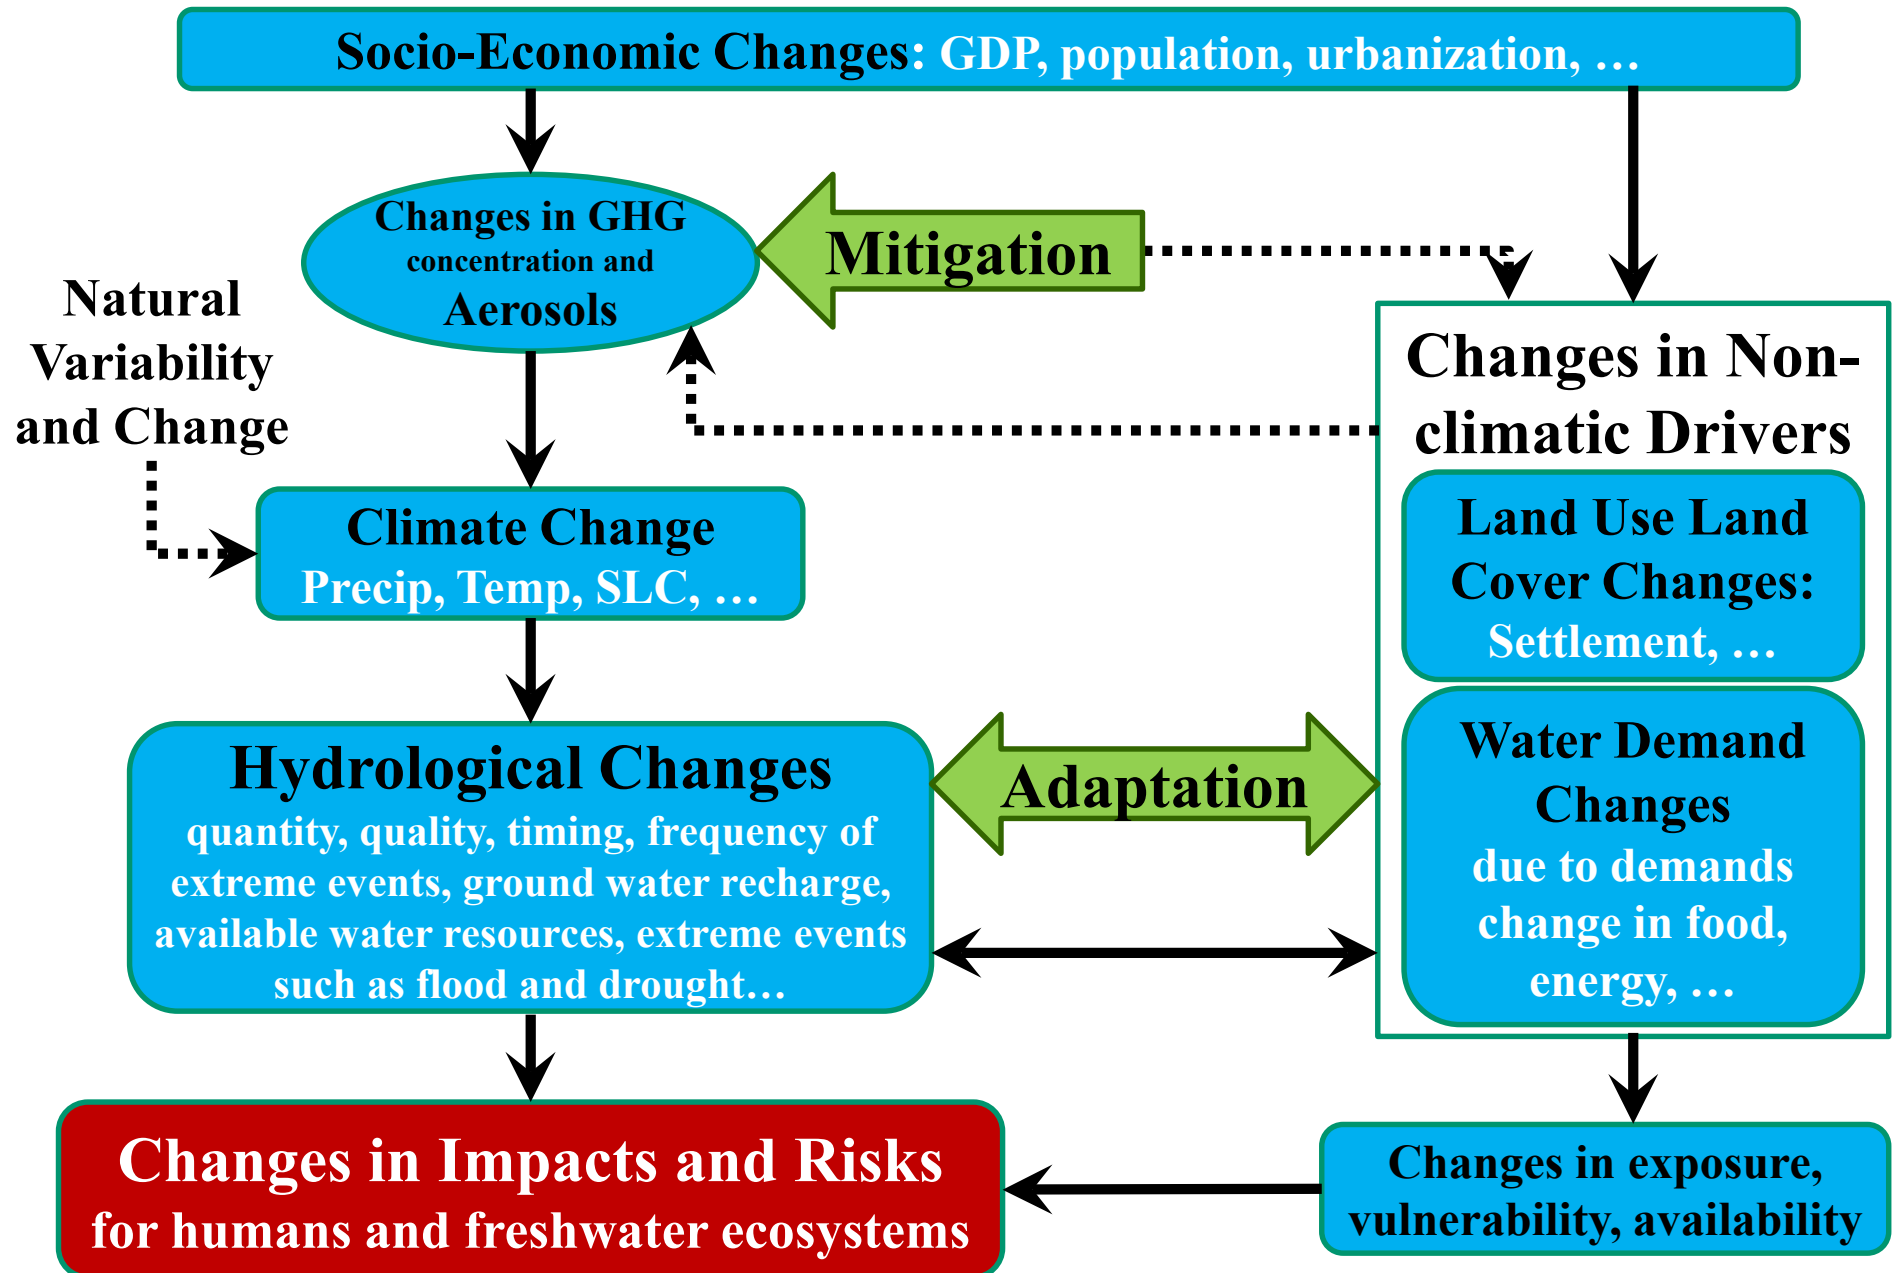 Socio-Economic Changes: GDP, population, urbanization, …
Changes in GHG
concentration and
Aerosols
Mitigation
Natural
Variability
and Change
Changes in Non-
climatic Drivers
Land Use Land
Cover Changes:
Settlement, …
Climate Change
Precip, Temp, SLC, …
Water Demand
Changes
due to demands
change in food,
energy, …
Hydrological Changes
quantity, quality, timing, frequency of
extreme events, ground water recharge,
available water resources, extreme events
such as flood and drought…
Adaptation
Changes in Impacts and Risks
for humans and freshwater ecosystems
Changes in exposure,
vulnerability, availability